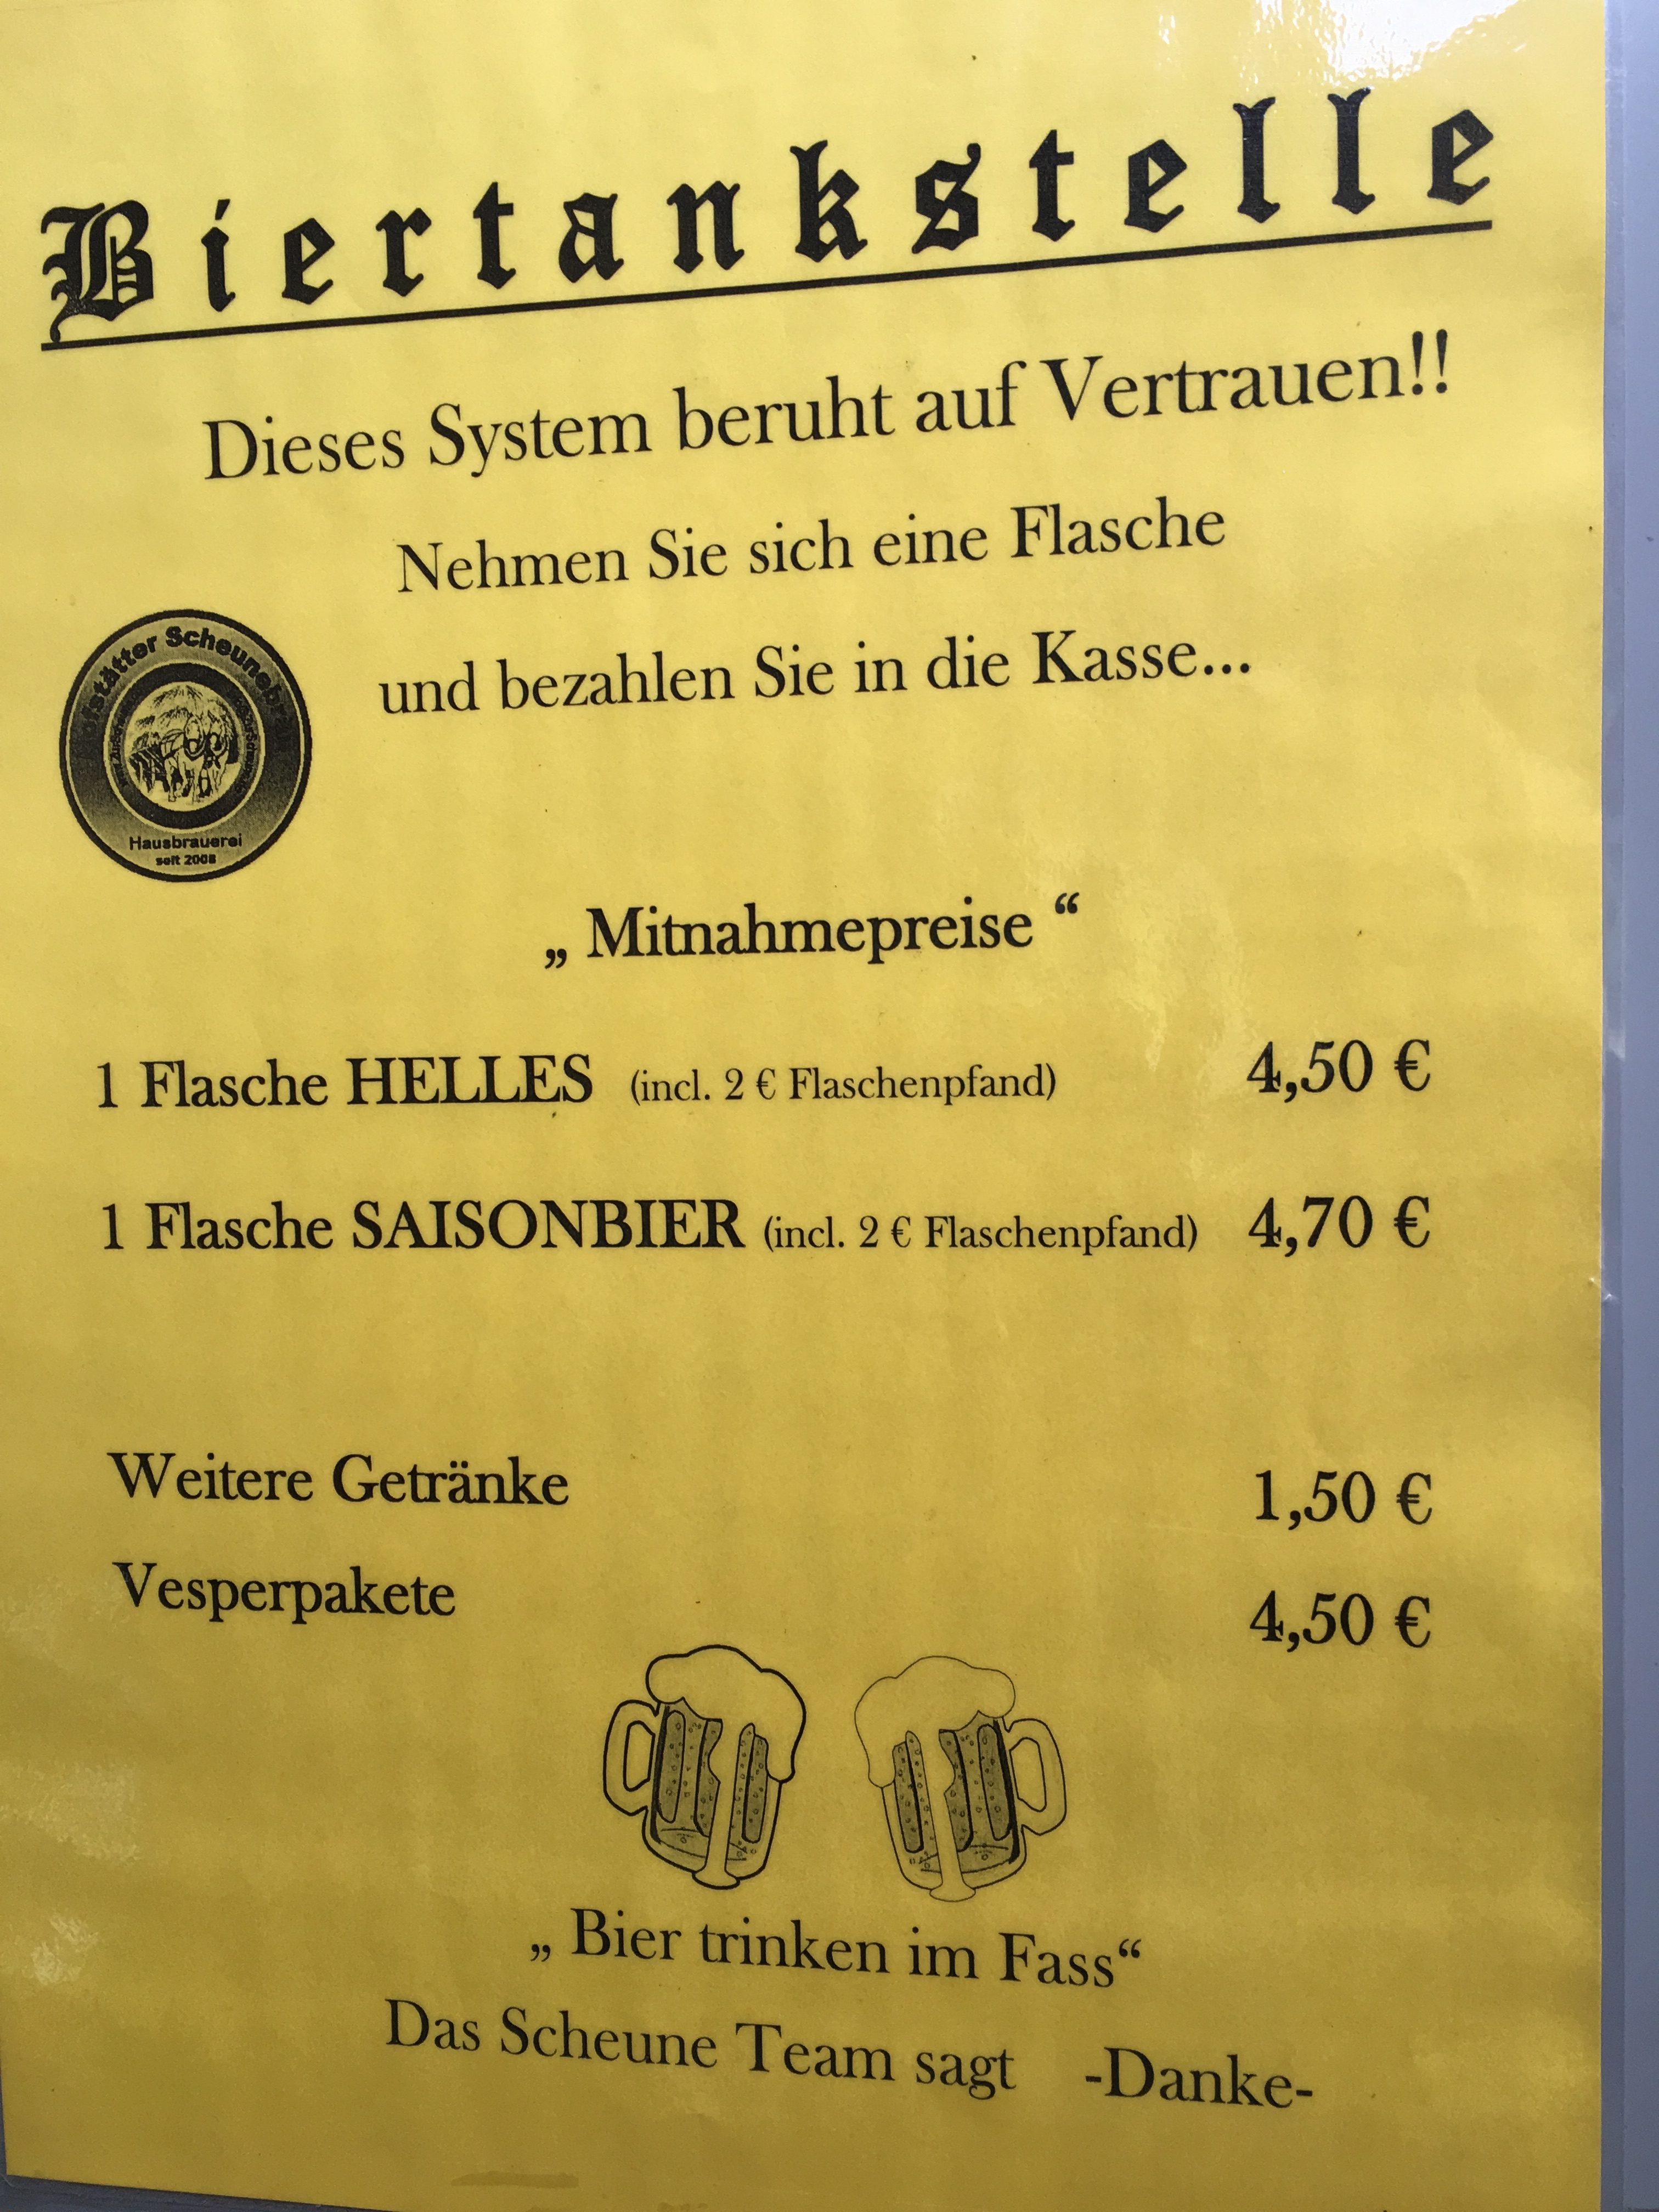 Biertankstelle
Dieses System beruht auf Vertrauen!!
Nehmen Sie sich eine Flasche
und bezahlen Sie in die Kasse...
Scheunebräu
Hausbrauerei
seit 2008
„ Mitnahmepreise “
1 Flasche HELLES (incl. 2 € Flaschenpfand) 4,50 €
1 Flasche SAISONBIER (incl. 2 € Flaschenpfand) 4,70 €
Weitere Getränke 1,50 €
Vesperpakete 4,50 €
„ Bier trinken im Fass“
Das Scheune Team sagt -Danke-